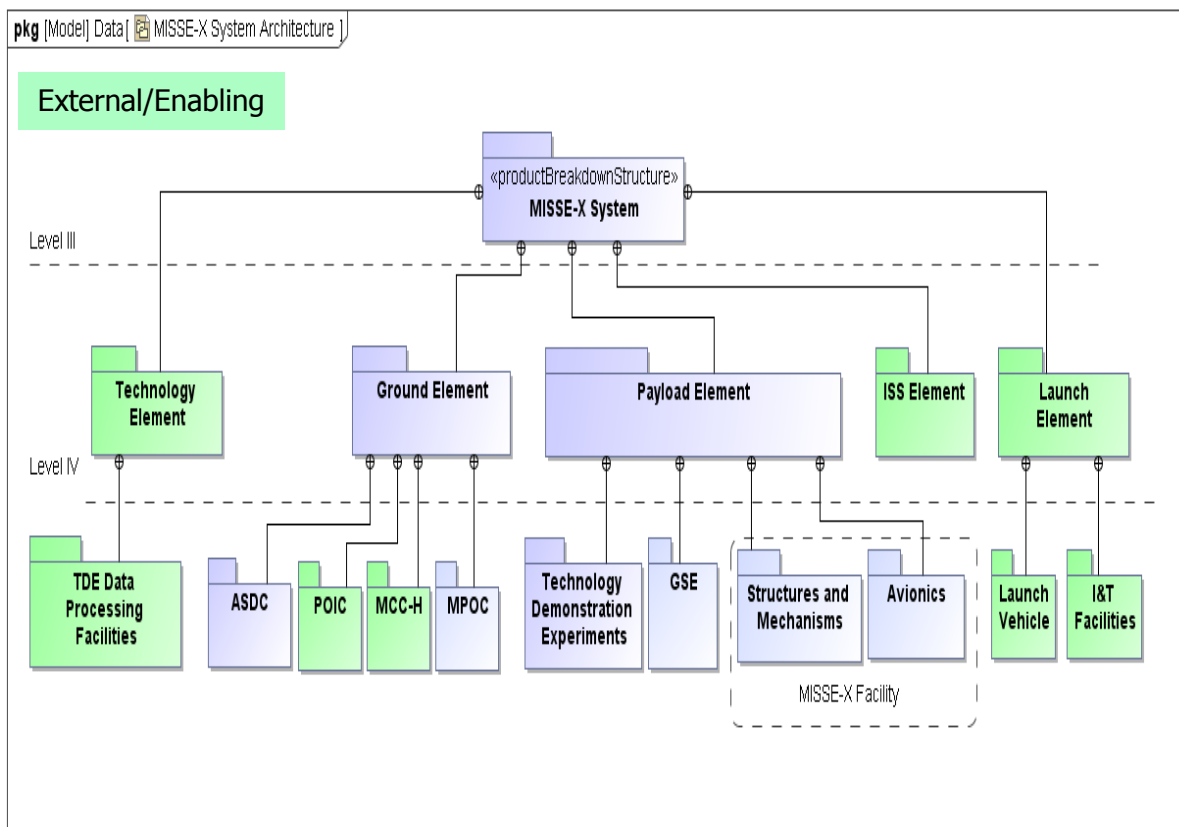 pkg [Model] Data [ MISSE-X System Architecture ]
External/Enabling
«productBreakdownStructure»
MISSE-X System
Level III
Technology
Element
Ground Element
Payload Element
ISS Element
Launch
Element
Level IV
TDE Data
Processing
Facilities
ASDC
POIC
MCC-H
MPOC
Technology
Demonstration
Experiments
GSE
Structures and
Mechanisms
Avionics
Launch
Vehicle
I&T
Facilities
MISSE-X Facility